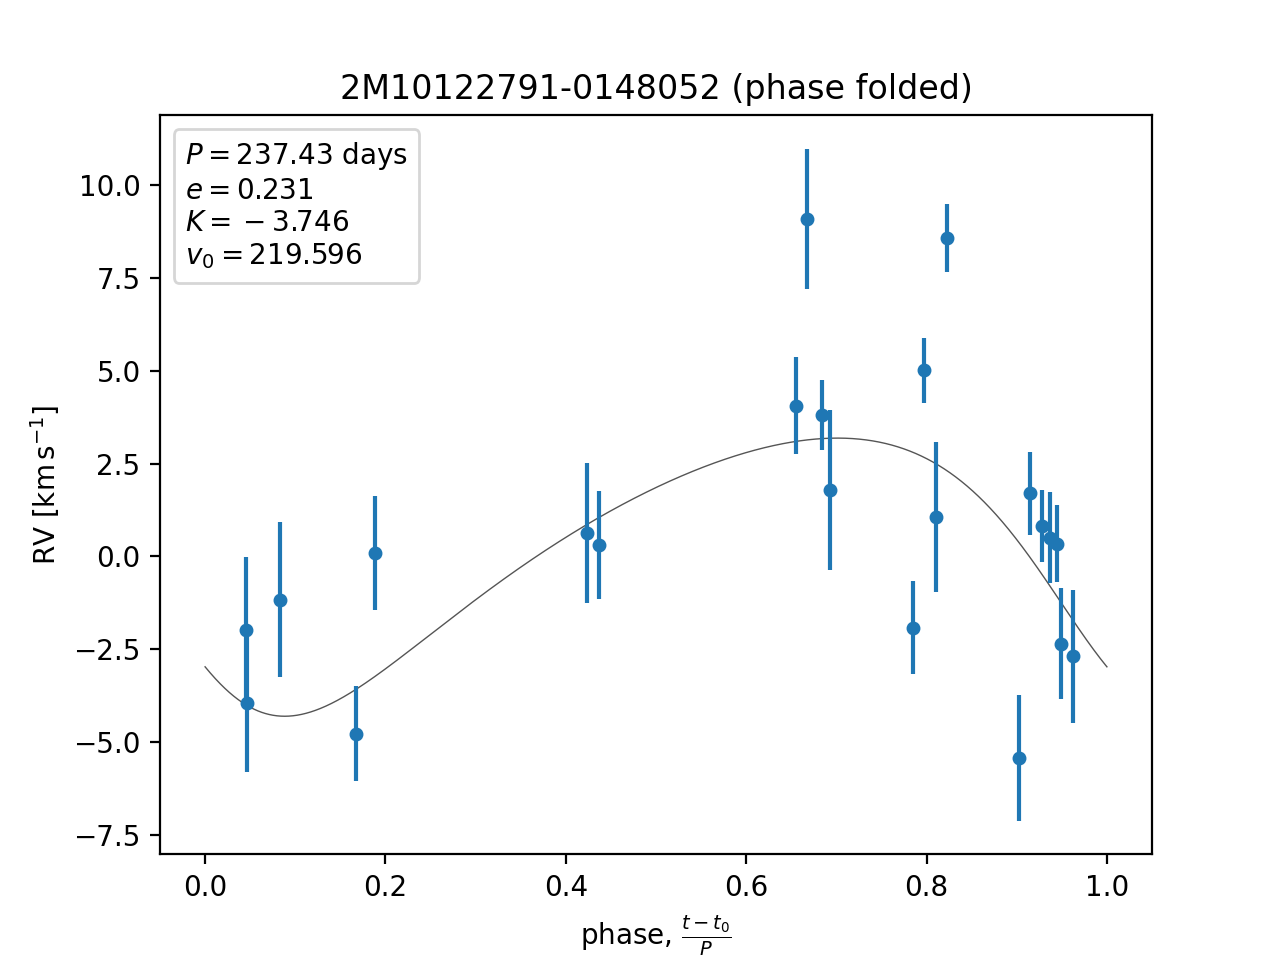 2M10122791-0148052 (phase folded)
P = 237.43 days
e = 0.231
K = −3.746
v₀ = 219.596
10.0
7.5
5.0
2.5
0.0
−2.5
−5.0
−7.5
RV [km s⁻¹]
0.0 0.2 0.4 0.6 0.8 1.0
phase, (t − t₀)/P